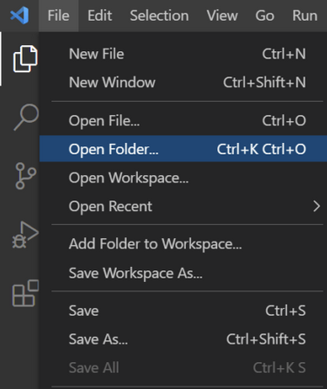 File Edit Selection View Go Run
New File Ctrl+N
New Window Ctrl+Shift+N
Open File... Ctrl+O
Open Folder... Ctrl+K Ctrl+O
Open Workspace...
Open Recent
Add Folder to Workspace...
Save Workspace As...
Save Ctrl+S
Save As... Ctrl+Shift+S
Save All Ctrl+K S